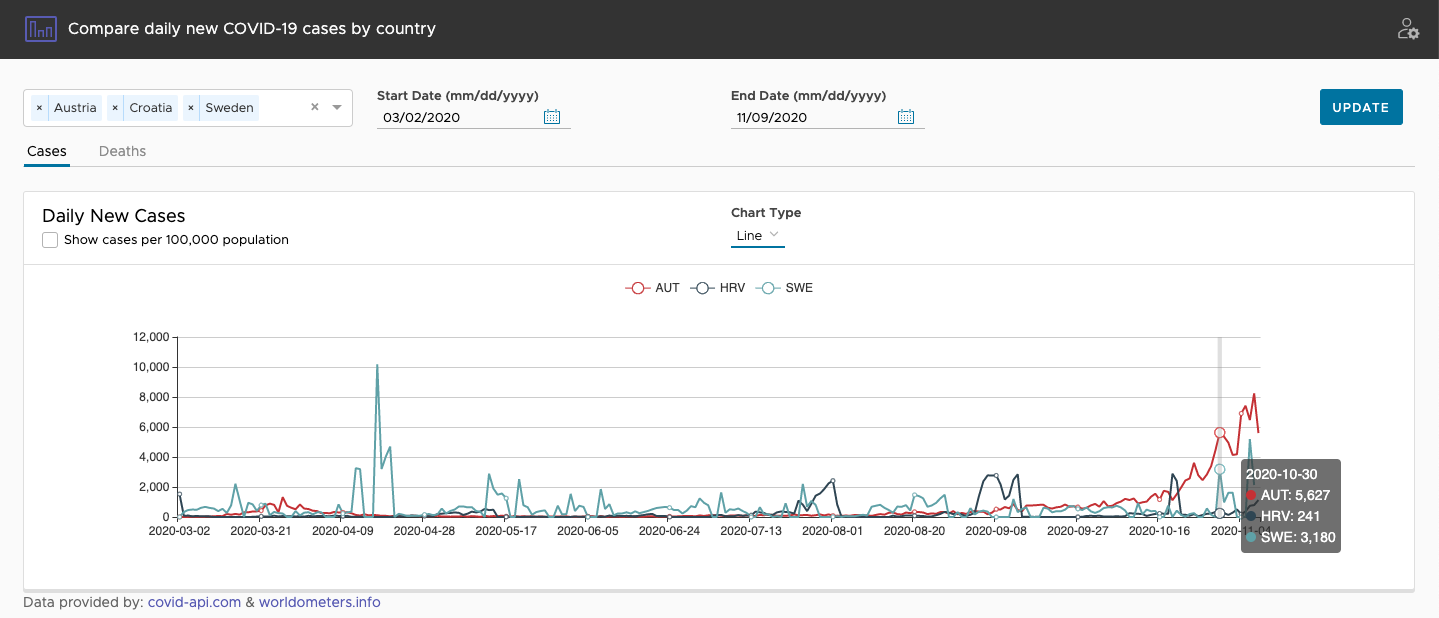 Compare daily new COVID-19 cases by country
× Austria × Croatia × Sweden ×
Start Date (mm/dd/yyyy)
03/02/2020
End Date (mm/dd/yyyy)
11/09/2020
UPDATE
Cases Deaths
Daily New Cases
Show cases per 100,000 population
Chart Type
Line
AUT HRV SWE
12,000
10,000
8,000
6,000
4,000
2,000
0
2020-03-02 2020-03-21 2020-04-09 2020-04-28 2020-05-17 2020-06-05 2020-06-24 2020-07-13 2020-08-01 2020-08-20 2020-09-08 2020-09-27 2020-10-16 2020-11-04
2020-10-30
AUT: 5,627
HRV: 241
SWE: 3,180
Data provided by: covid-api.com & worldometers.info